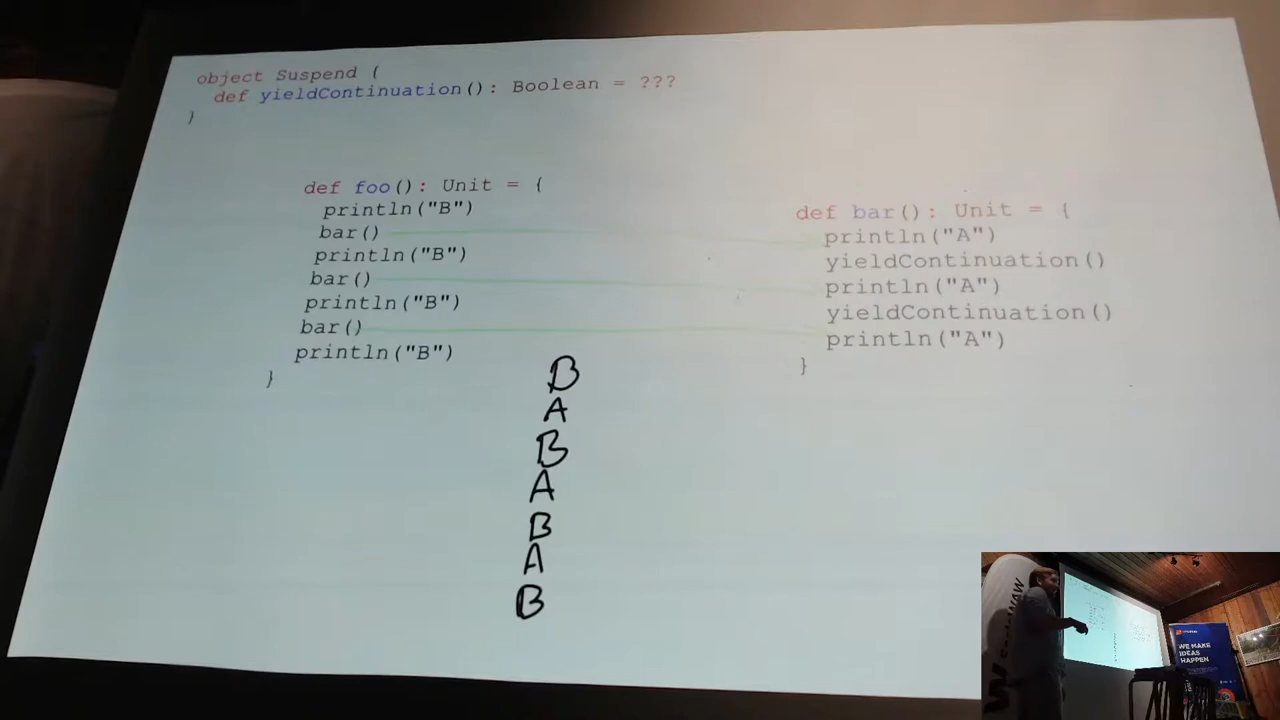 object Suspend {
def yieldContinuation(): Boolean = ???
}
def foo(): Unit = {
println("B")
bar()
println("B")
bar()
println("B")
bar()
println("B")
}
def bar(): Unit = {
println("A")
yieldContinuation()
println("A")
yieldContinuation()
println("A")
}
B
A
B
A
B
A
B
WE MAKE
IDEAS
HAPPEN